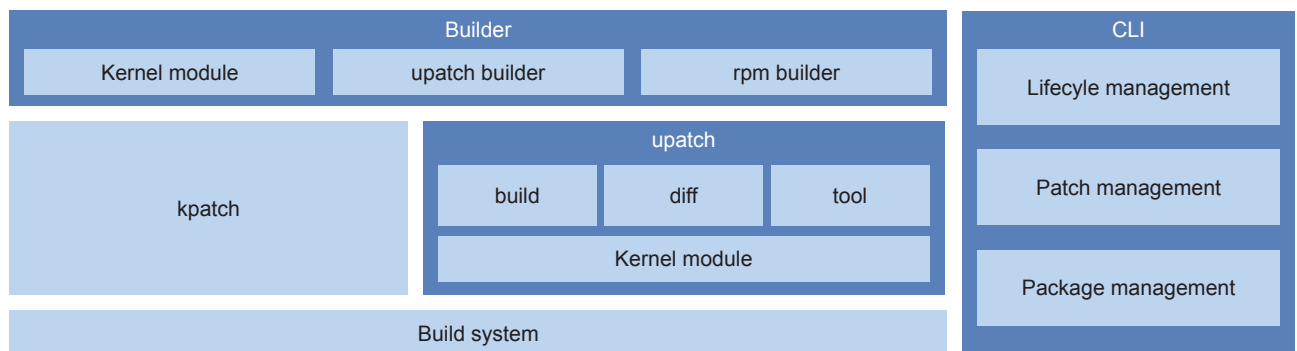 Builder
Kernel module
upatch builder
rpm builder
kpatch
upatch
build
diff
tool
Kernel module
Build system
CLI
Lifecyle management
Patch management
Package management